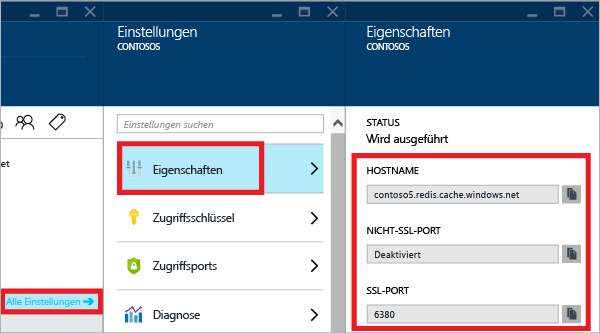 et
Alle Einstellungen
Einstellungen
CONTOSO5
Einstellungen suchen
Eigenschaften
Zugriffsschlüssel
Zugriffsports
Diagnose
Eigenschaften
CONTOSO5
STATUS
Wird ausgeführt
HOSTNAME
contoso5.redis.cache.windows.net
NICHT-SSL-PORT
Deaktiviert
SSL-PORT
6380